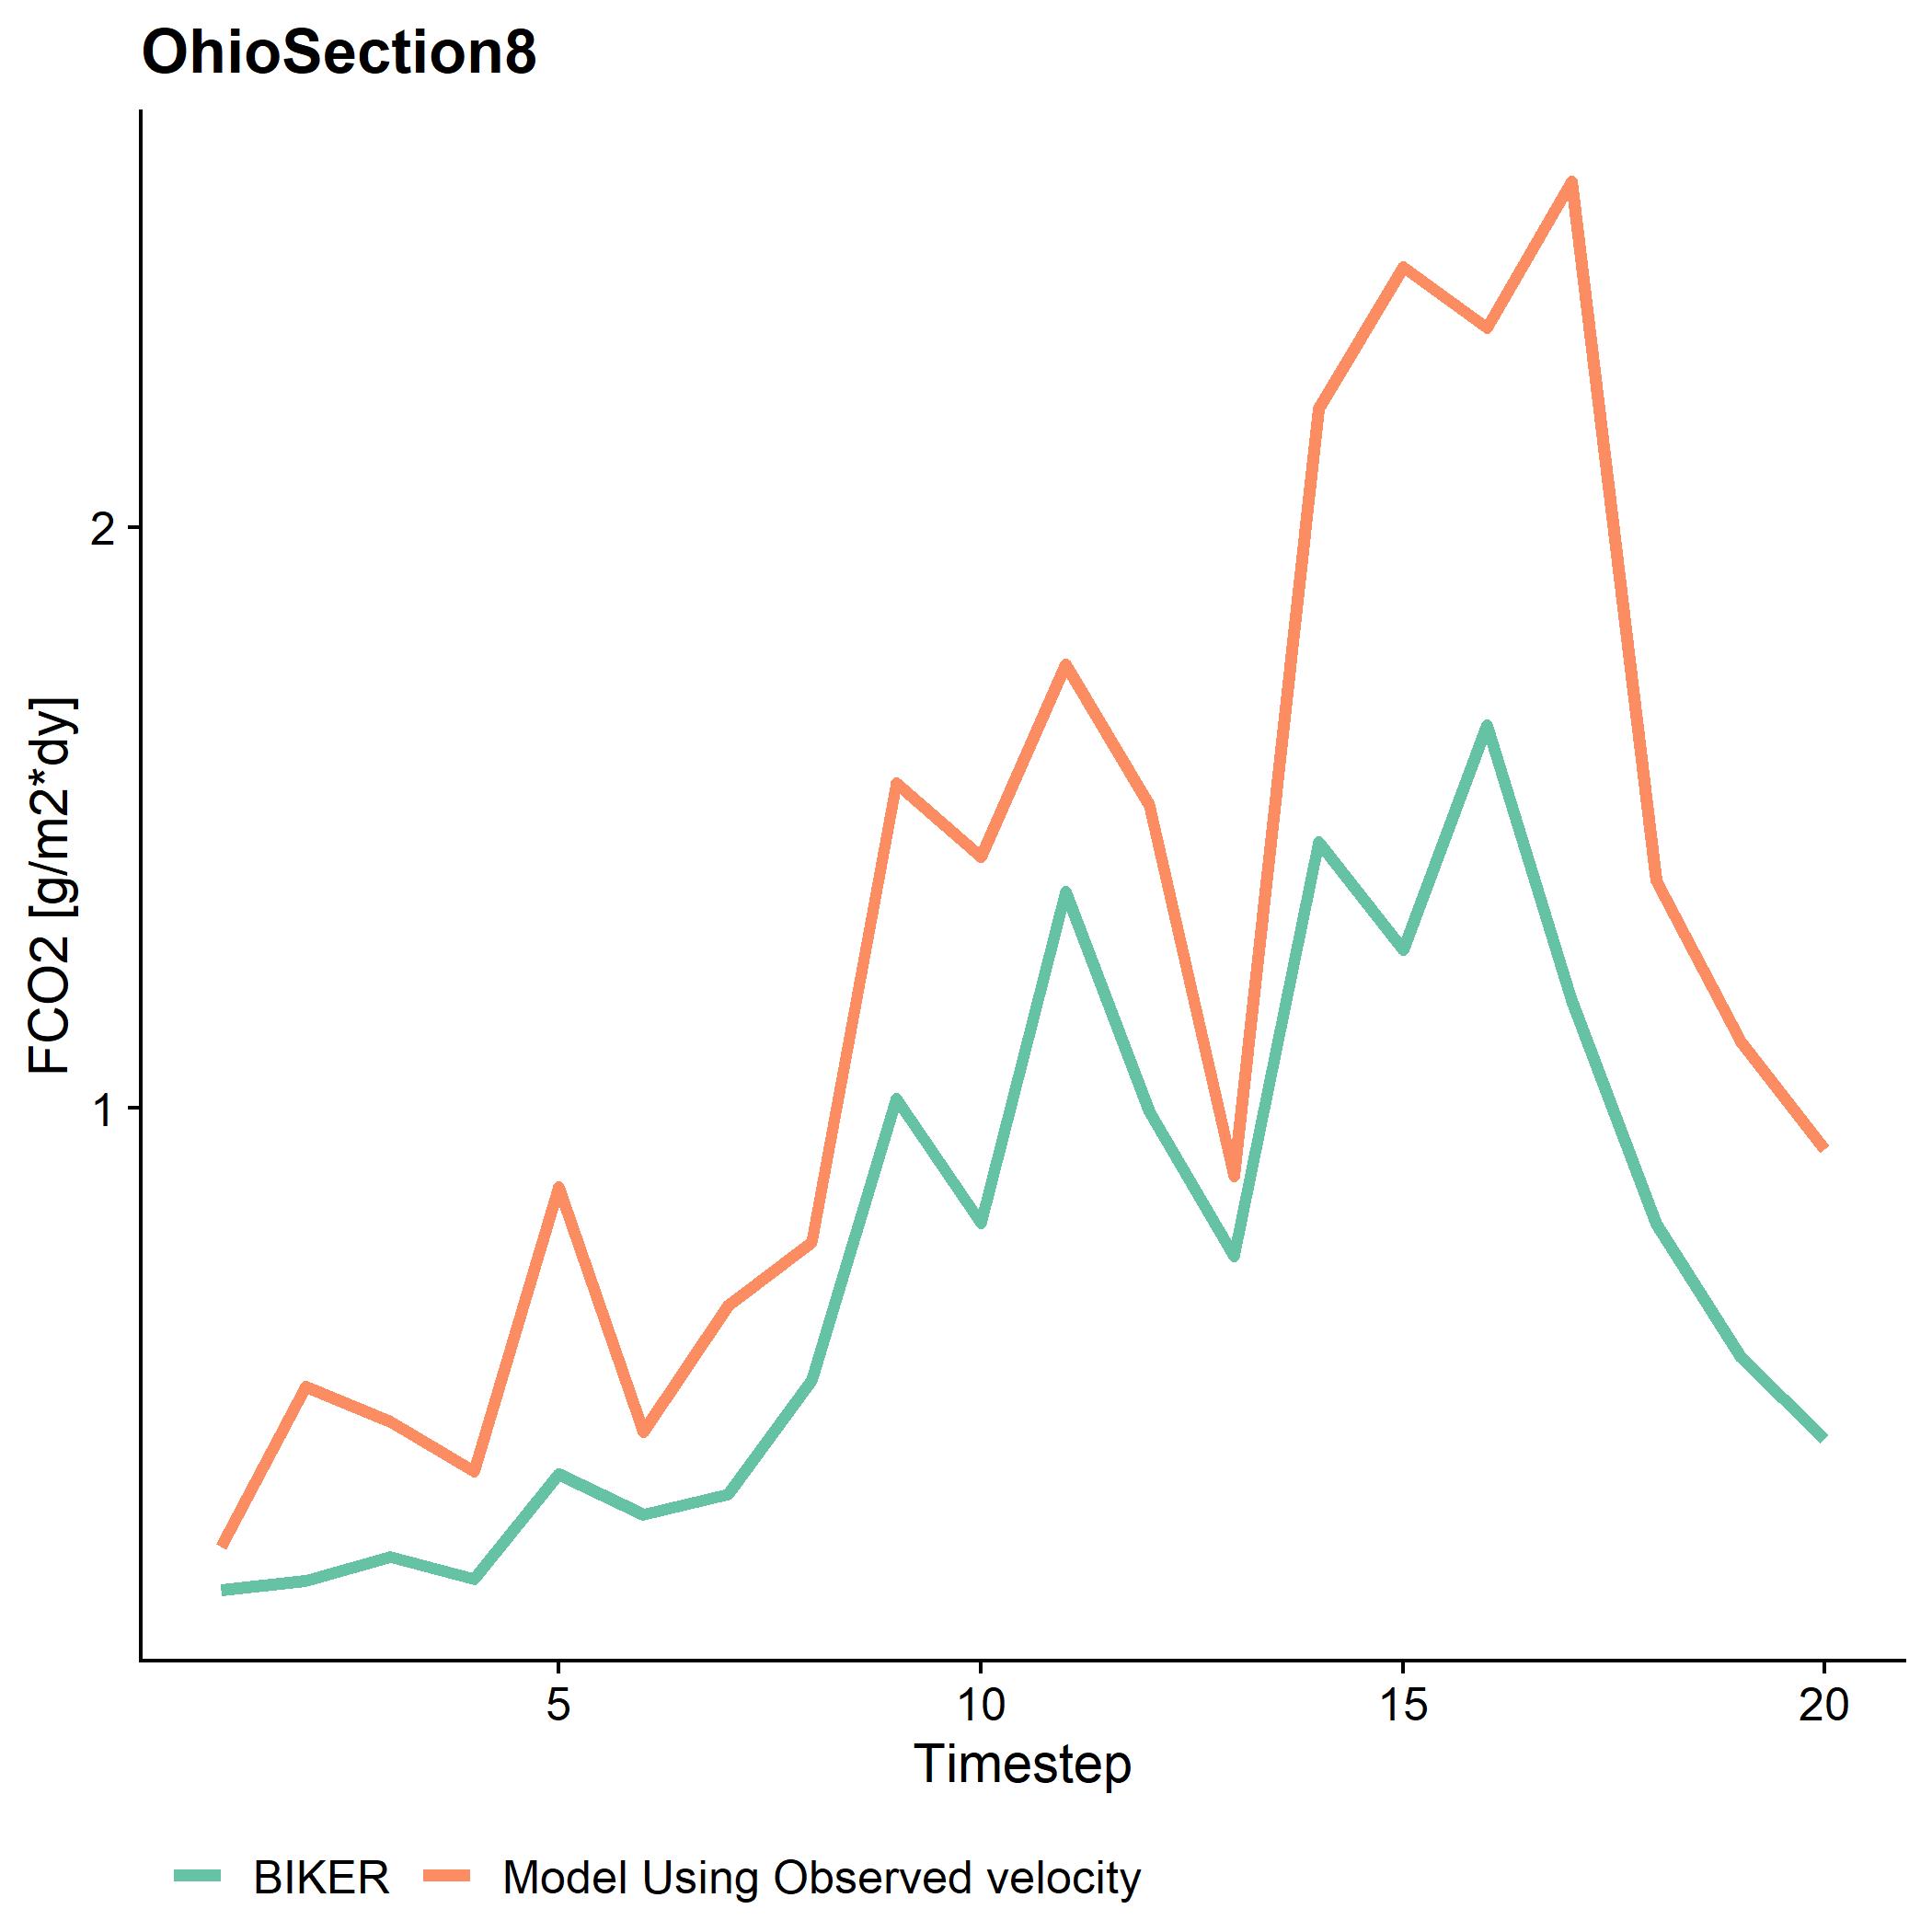 OhioSection8
FCO2 [g/m2*dy]
2
1
5 10 15 20
Timestep
BIKER Model Using Observed velocity